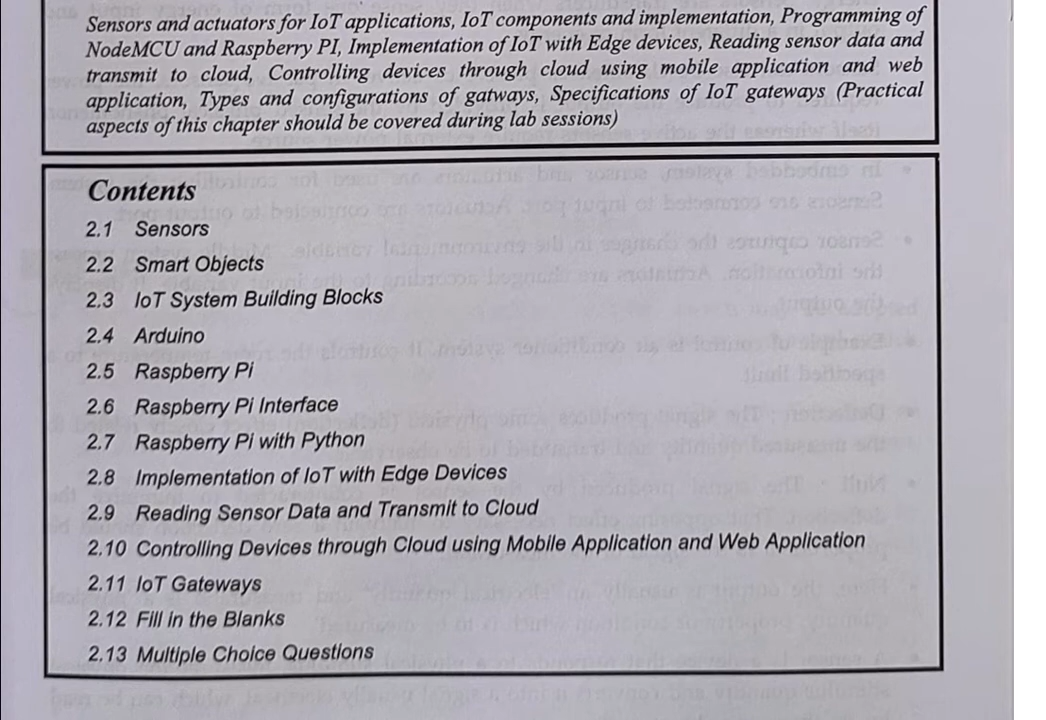 Sensors and actuators for IoT applications, IoT components and implementation, Programming of
NodeMCU and Raspberry PI, Implementation of IoT with Edge devices, Reading sensor data and
transmit to cloud, Controlling devices through cloud using mobile application and web
application, Types and configurations of gatways, Specifications of IoT gateways (Practical
aspects of this chapter should be covered during lab sessions)
Contents
2.1 Sensors
2.2 Smart Objects
2.3 IoT System Building Blocks
2.4 Arduino
2.5 Raspberry Pi
2.6 Raspberry Pi Interface
2.7 Raspberry Pi with Python
2.8 Implementation of IoT with Edge Devices
2.9 Reading Sensor Data and Transmit to Cloud
2.10 Controlling Devices through Cloud using Mobile Application and Web Application
2.11 IoT Gateways
2.12 Fill in the Blanks
2.13 Multiple Choice Questions